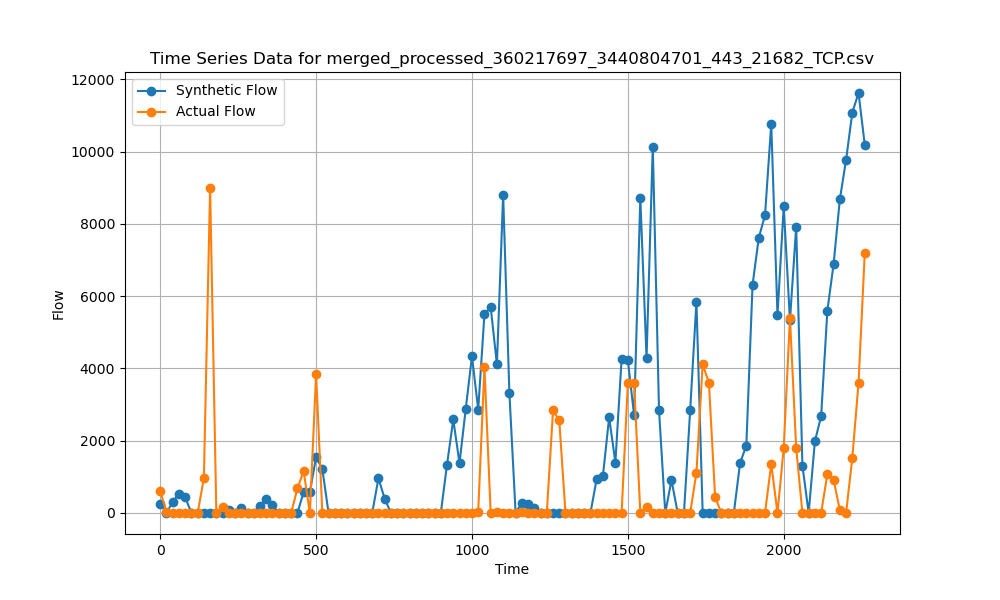 Time Series Data for merged_processed_360217697_3440804701_443_21682_TCP.csv
12000
Synthetic Flow
Actual Flow
10000
8000
6000
4000
2000
0
Flow
0 500 1000 1500 2000
Time